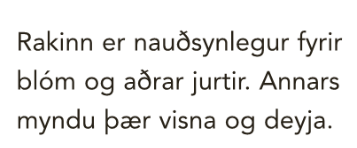 Rakinn er nauðsynlegur fyrir
blóm og aðrar jurtir. Annars
myndu þær visna og deyja.